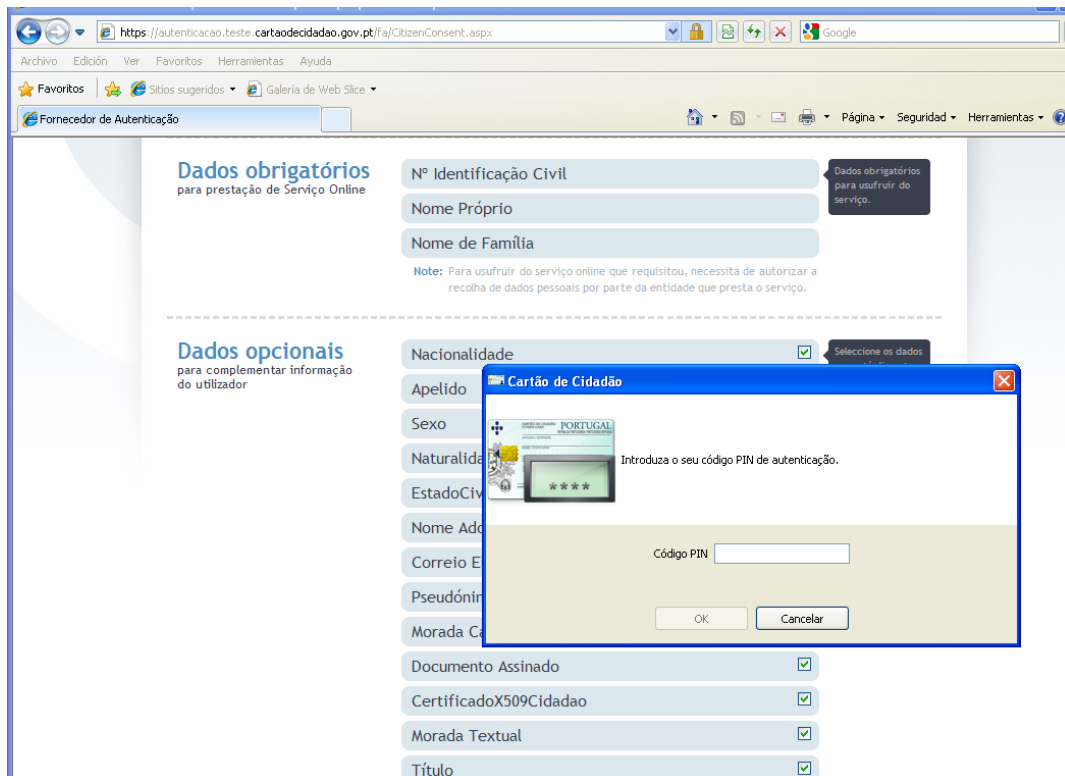 https://autenticacao.teste.cartaodecidadao.gov.pt/fa/CitizenConsent.aspx
Google
Archivo Edición Ver Favoritos Herramientas Ayuda
Favoritos Sitios sugeridos Galería de Web Slice
Fornecedor de Autenticação
Página Seguridad Herramientas
Dados obrigatórios
para prestação de Serviço Online
Nº Identificação Civil
Nome Próprio
Nome de Família
Dados obrigatórios
para usufruir do
serviço.
Note: Para usufruir do serviço online que requisitou, necessita de autorizar a
recolha de dados pessoais por parte da entidade que presta o serviço.
Dados opcionais
para complementar informação
do utilizador
Nacionalidade
Seleccione os dados
Apelido
Sexo
Naturalida
EstadoCiv
Nome Ado
Correio E
Pseudónim
Morada Ca
Documento Assinado
CertificadoX509Cidadao
Morada Textual
Título
Cartão de Cidadão
PORTUGAL
****
Introduza o seu código PIN de autenticação.
Código PIN
OK
Cancelar